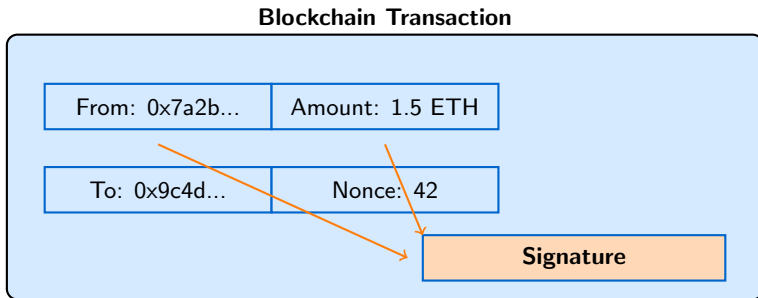 Blockchain Transaction
From: 0x7a2b... Amount: 1.5 ETH
To: 0x9c4d... Nonce: 42
Signature